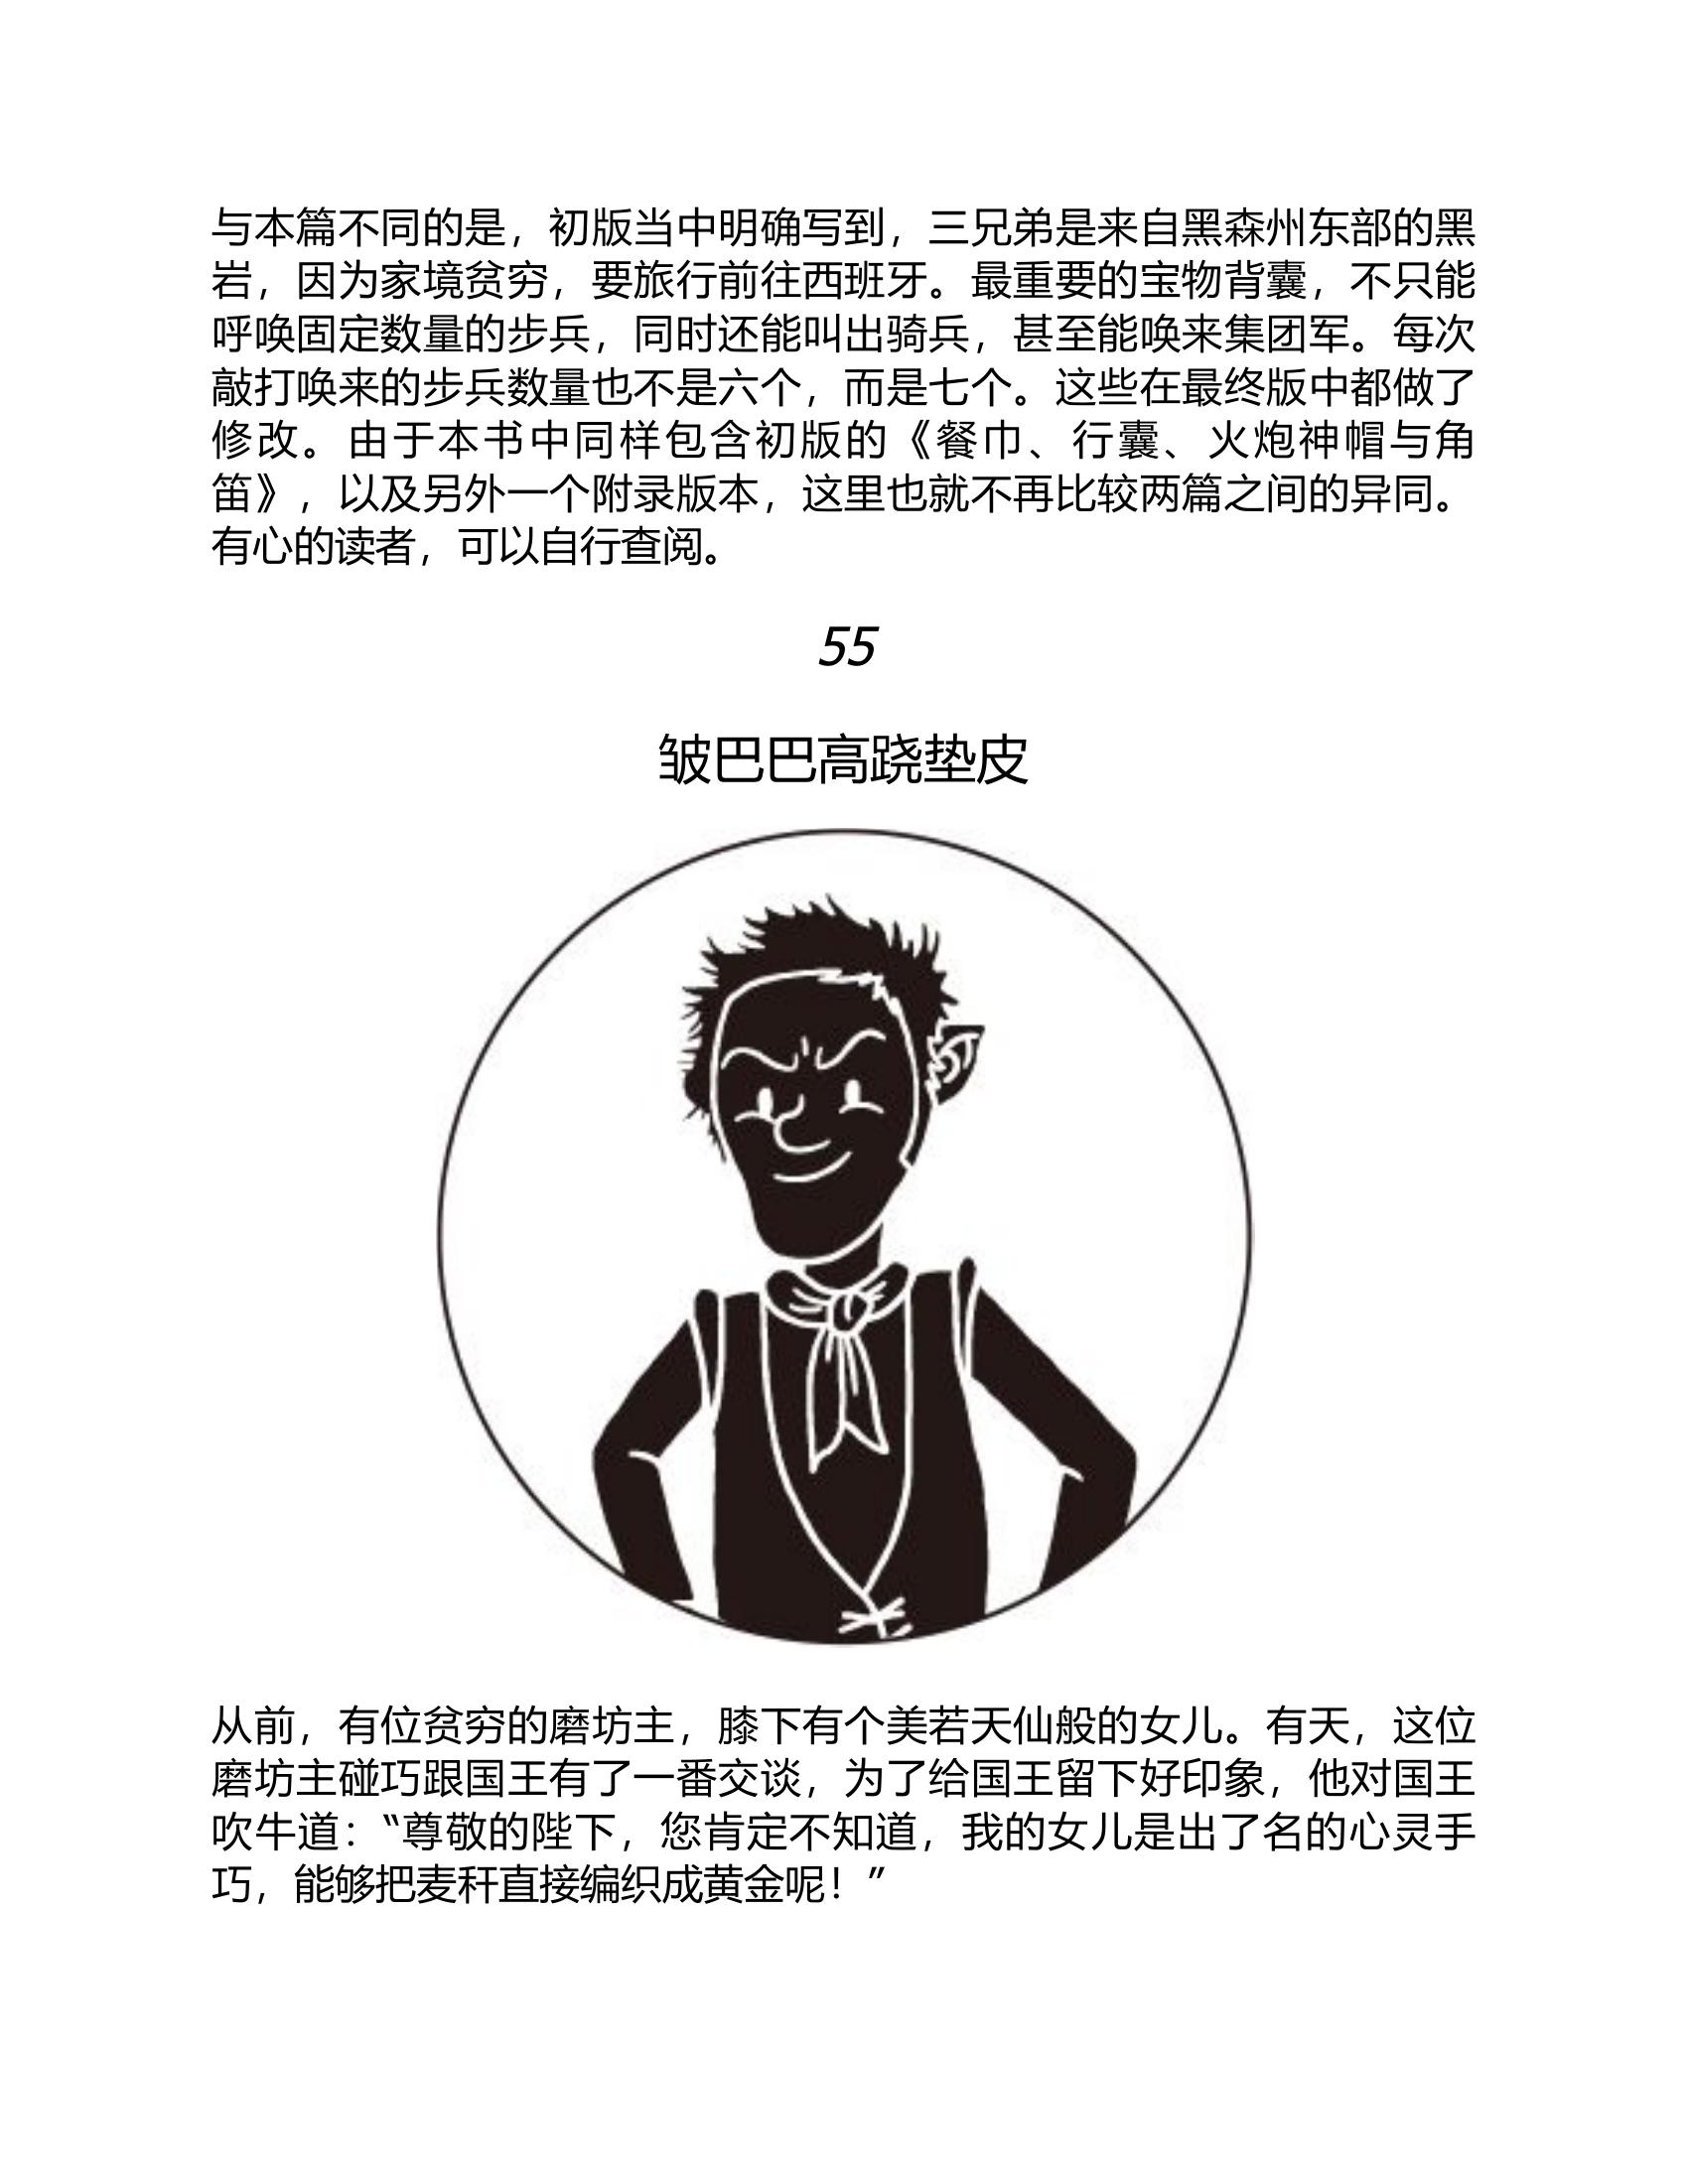 与本篇不同的是，初版当中明确写到，三兄弟是来自黑森州东部的黑
岩，因为家境贫穷，要旅行前往西班牙。最重要的宝物背囊，不只能
呼唤固定数量的步兵，同时还能叫出骑兵，甚至能唤来集团军。每次
敲打唤来的步兵数量也不是六个，而是七个。这些在最终版中都做了
修改。由于本书中同样包含初版的《餐巾、行囊、火炮神帽与角
笛》，以及另外一个附录版本，这里也就不再比较两篇之间的异同。
有心的读者，可以自行查阅。
55
皱巴巴高跷垫皮
从前，有位贫穷的磨坊主，膝下有个美若天仙般的女儿。有天，这位
磨坊主碰巧跟国王有了一番交谈，为了给国王留下好印象，他对国王
吹牛道：“尊敬的陛下，您肯定不知道，我的女儿是出了名的心灵手
巧，能够把麦秆直接编织成黄金呢！”